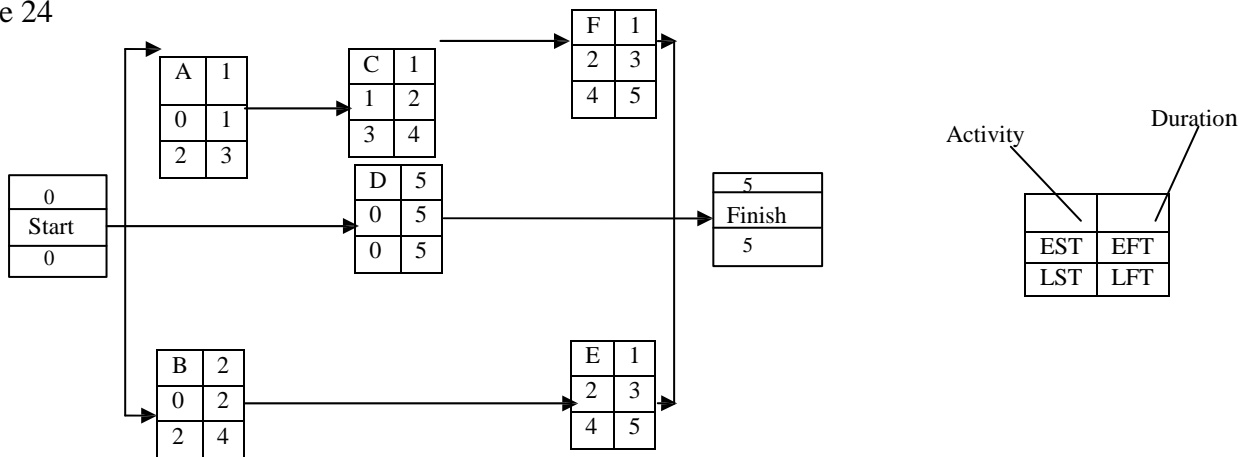 e 24
F 1
2 3
4 5
A 1
0 1
2 3
C 1
1 2
3 4
D 5
0 5
0 5
0
Start
0
5
Finish
5
B 2
0 2
2 4
E 1
2 3
4 5
Activity
Duration
EST EFT
LST LFT